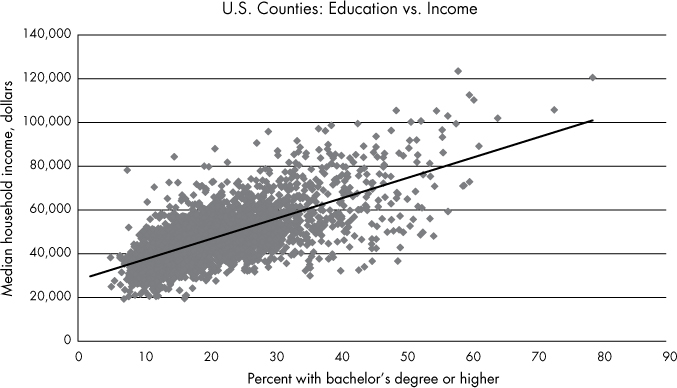 U.S. Counties: Education vs. Income
140,000
120,000
100,000
80,000
60,000
40,000
20,000
0
Median household income, dollars
0 10 20 30 40 50 60 70 80 90
Percent with bachelor's degree or higher